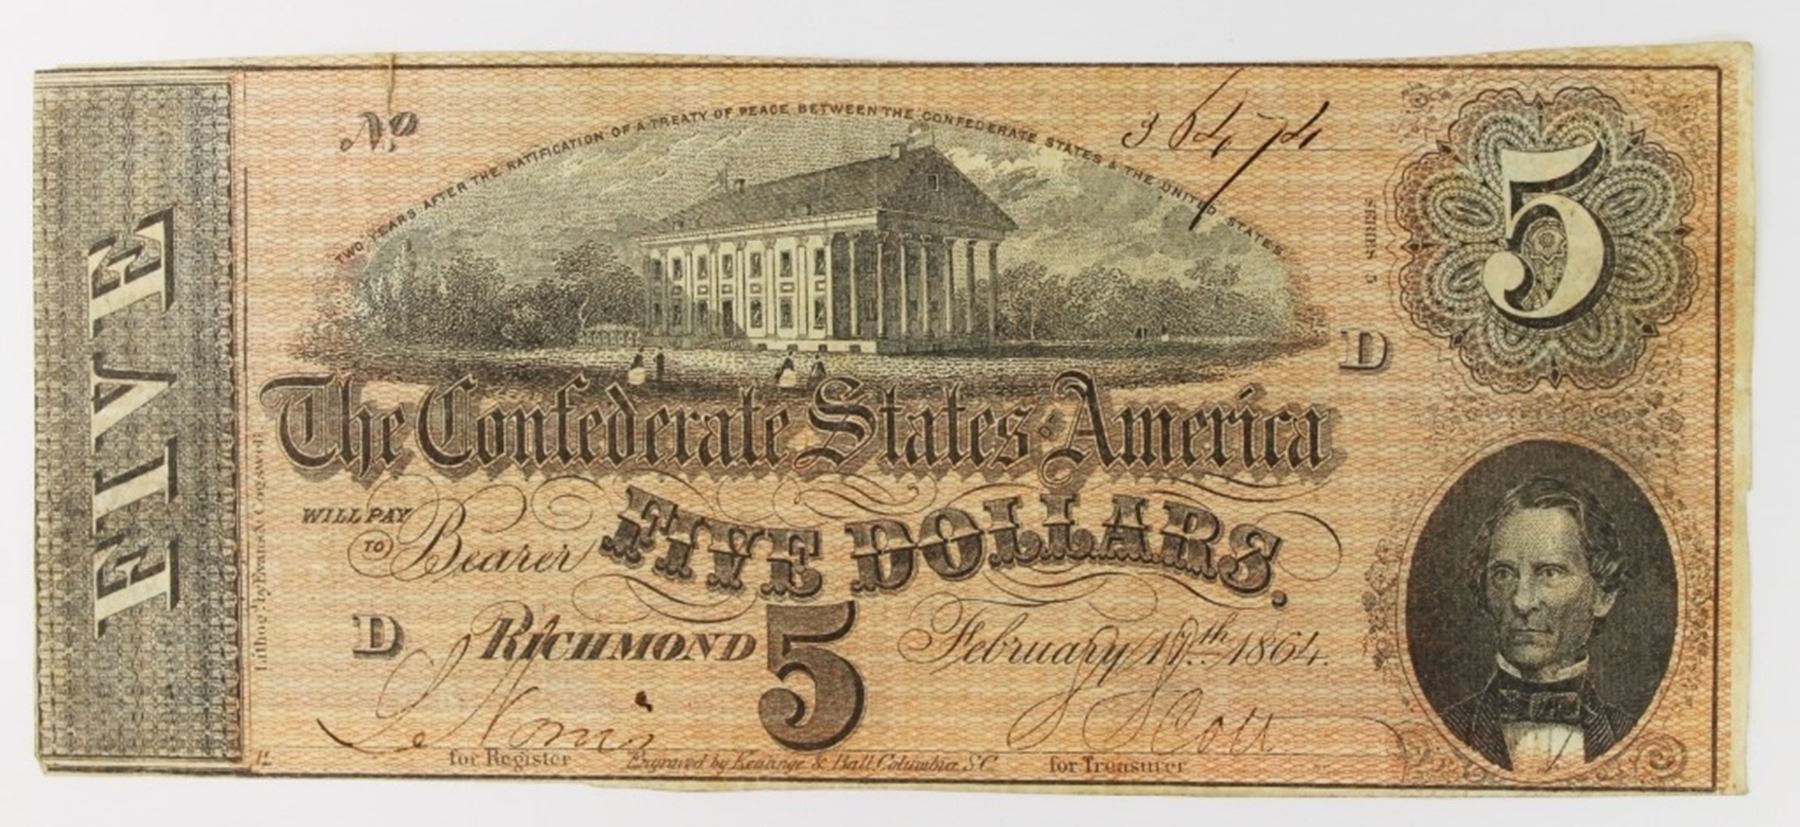 No
36474
TWO YEARS AFTER THE RATIFICATION OF A TREATY OF PEACE BETWEEN THE CONFEDERATE STATES & THE UNITED STATES
5
SERIES
D
FIVE
The Confederate States America
WILL PAY
TO
Bearer
FIVE DOLLARS.
D
RICHMOND
5
February 17th 1864.
for Register
Engraved by Keatinge & Ball, Columbia S.C.
for Treasurer
Lithog'd by Evans & Cogswell